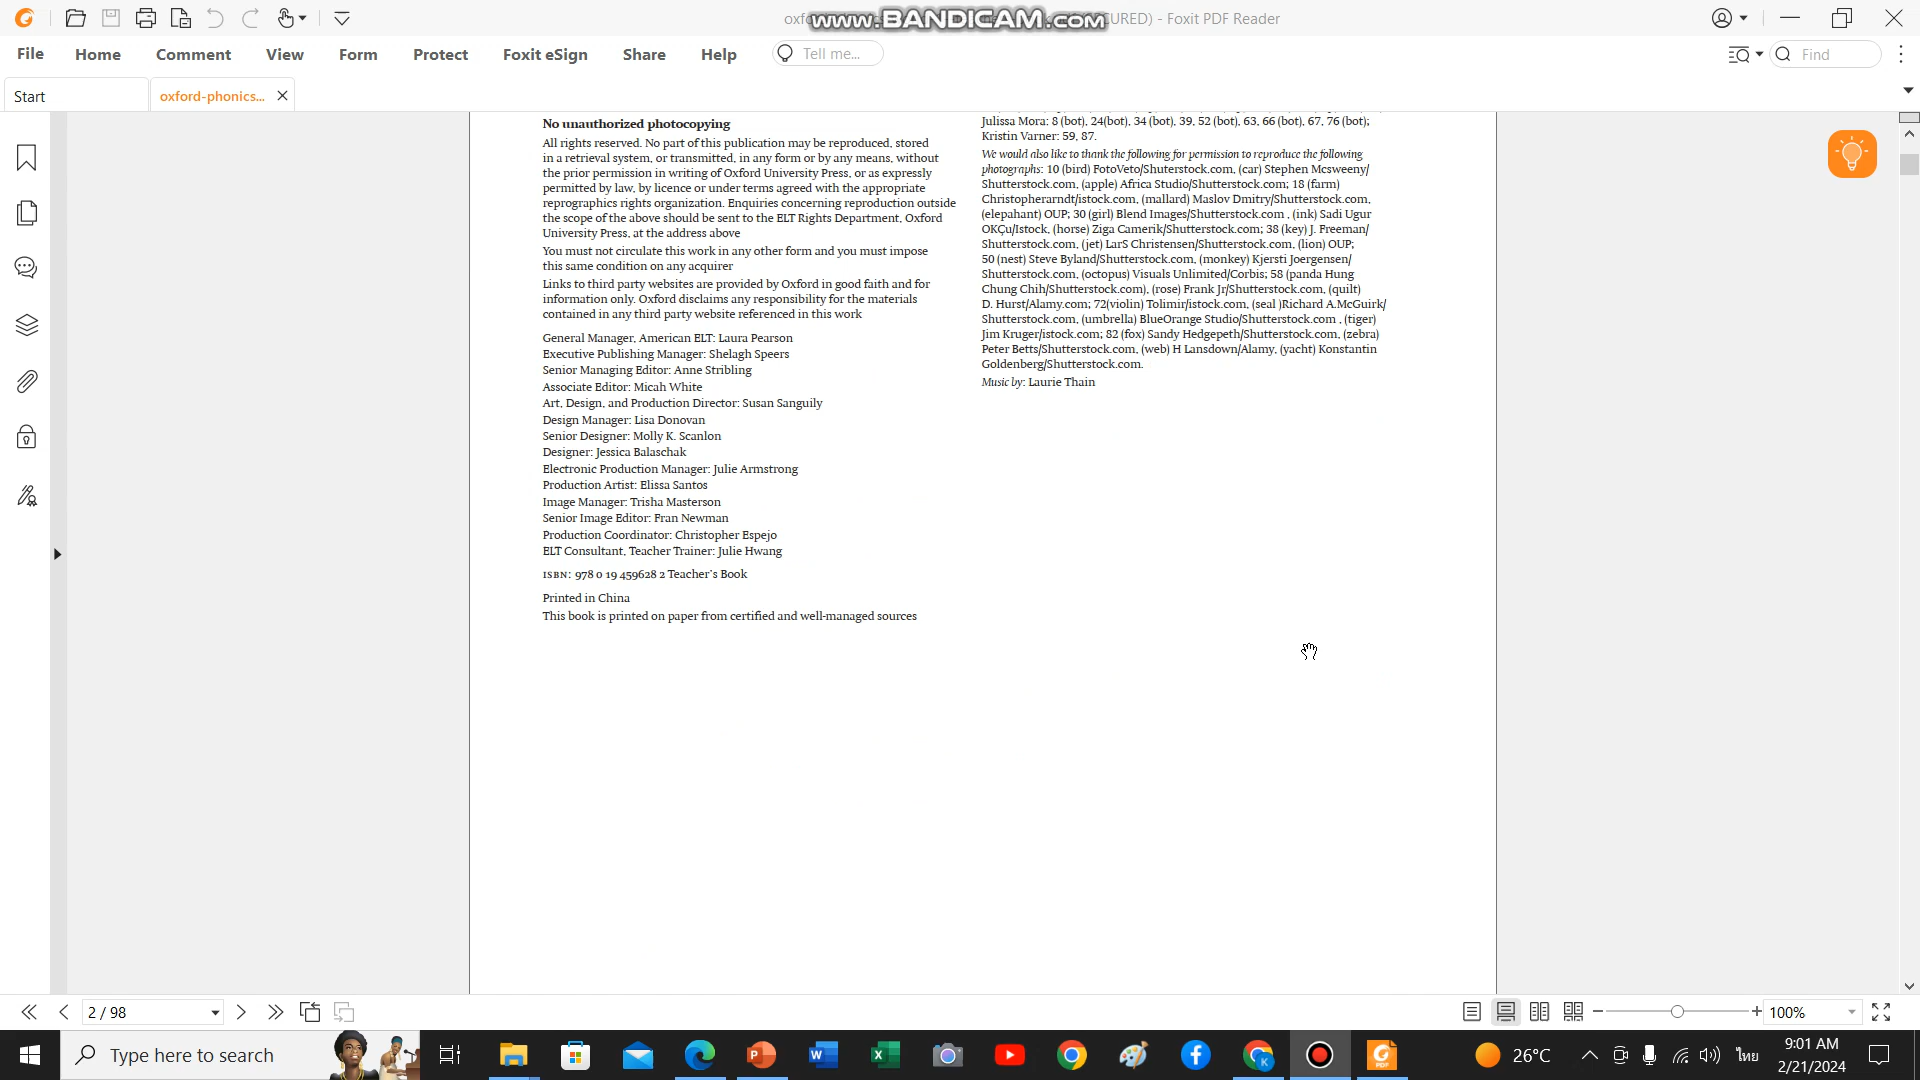 www.BANDICAM.com
- Foxit PDF Reader
File Home Comment View Form Protect Foxit eSign Share Help Tell me... Find
Start oxford-phonics...
No unauthorized photocopying
All rights reserved. No part of this publication may be reproduced, stored
in a retrieval system, or transmitted, in any form or by any means, without
the prior permission in writing of Oxford University Press, or as expressly
permitted by law, by licence or under terms agreed with the appropriate
reprographics rights organization. Enquiries concerning reproduction outside
the scope of the above should be sent to the ELT Rights Department, Oxford
University Press, at the address above
You must not circulate this work in any other form and you must impose
this same condition on any acquirer
Links to third party websites are provided by Oxford in good faith and for
information only. Oxford disclaims any responsibility for the materials
contained in any third party website referenced in this work
General Manager, American ELT: Laura Pearson
Executive Publishing Manager: Shelagh Speers
Senior Managing Editor: Anne Stribling
Associate Editor: Micah White
Art, Design, and Production Director: Susan Sanguily
Design Manager: Lisa Donovan
Senior Designer: Molly K. Scanlon
Designer: Jessica Balaschak
Electronic Production Manager: Julie Armstrong
Production Artist: Elissa Santos
Image Manager: Trisha Masterson
Senior Image Editor: Fran Newman
Production Coordinator: Christopher Espejo
ELT Consultant, Teacher Trainer: Julie Hwang
ISBN: 978 0 19 459628 2 Teacher's Book
Printed in China
This book is printed on paper from certified and well-managed sources
Julissa Mora: 8 (bot), 24(bot), 34 (bot), 39, 52 (bot), 63, 66 (bot), 67, 76 (bot);
Kristin Varner: 59, 87.
We would also like to thank the following for permission to reproduce the following
photographs: 10 (bird) FotoVeto/Shuterstock.com, (car) Stephen Mcsweeny/
Shutterstock.com, (apple) Africa Studio/Shutterstock.com; 18 (farm)
Christopherarndt/istock.com, (mallard) Maslov Dmitry/Shutterstock.com,
(elepahant) OUP; 30 (girl) Blend Images/Shutterstock.com , (ink) Sadi Ugur
OKÇu/Istock, (horse) Ziga Camerik/Shutterstock.com; 38 (key) J. Freeman/
Shutterstock.com, (jet) LarS Christensen/Shutterstock.com, (lion) OUP;
50 (nest) Steve Byland/Shutterstock.com, (monkey) Kjersti Joergensen/
Shutterstock.com, (octopus) Visuals Unlimited/Corbis; 58 (panda Hung
Chung Chih/Shutterstock.com), (rose) Frank Jr/Shutterstock.com, (quilt)
D. Hurst/Alamy.com; 72(violin) Tolimir/istock.com, (seal )Richard A.McGuirk/
Shutterstock.com, (umbrella) BlueOrange Studio/Shutterstock.com , (tiger)
Jim Kruger/istock.com; 82 (fox) Sandy Hedgepeth/Shutterstock.com, (zebra)
Peter Betts/Shutterstock.com, (web) H Lansdown/Alamy, (yacht) Konstantin
Goldenberg/Shutterstock.com.
Music by: Laurie Thain
2 / 98 100%
Type here to search 26°C ไทย 9:01 AM
2/21/2024